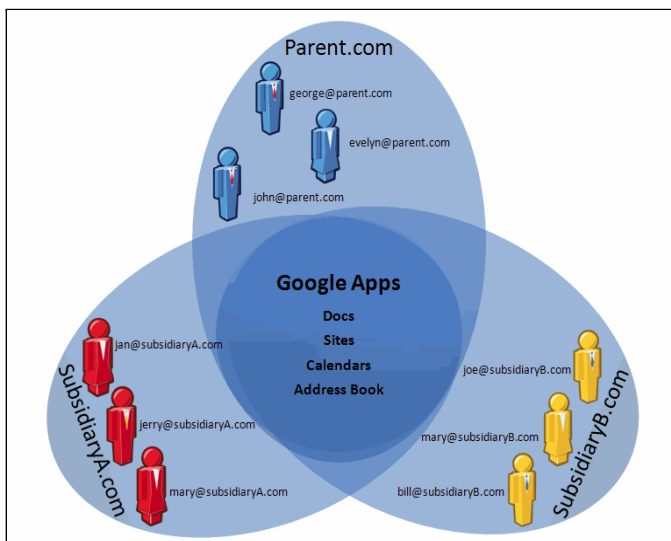 Parent.com
george@parent.com
evelyn@parent.com
john@parent.com
Google Apps
Docs
Sites
Calendars
Address Book
jan@subsidiaryA.com
jerry@subsidiaryA.com
mary@subsidiaryA.com
SubsidiaryA.com
joe@subsidiaryB.com
mary@subsidiaryB.com
bill@subsidiaryB.com
SubsidiaryB.com